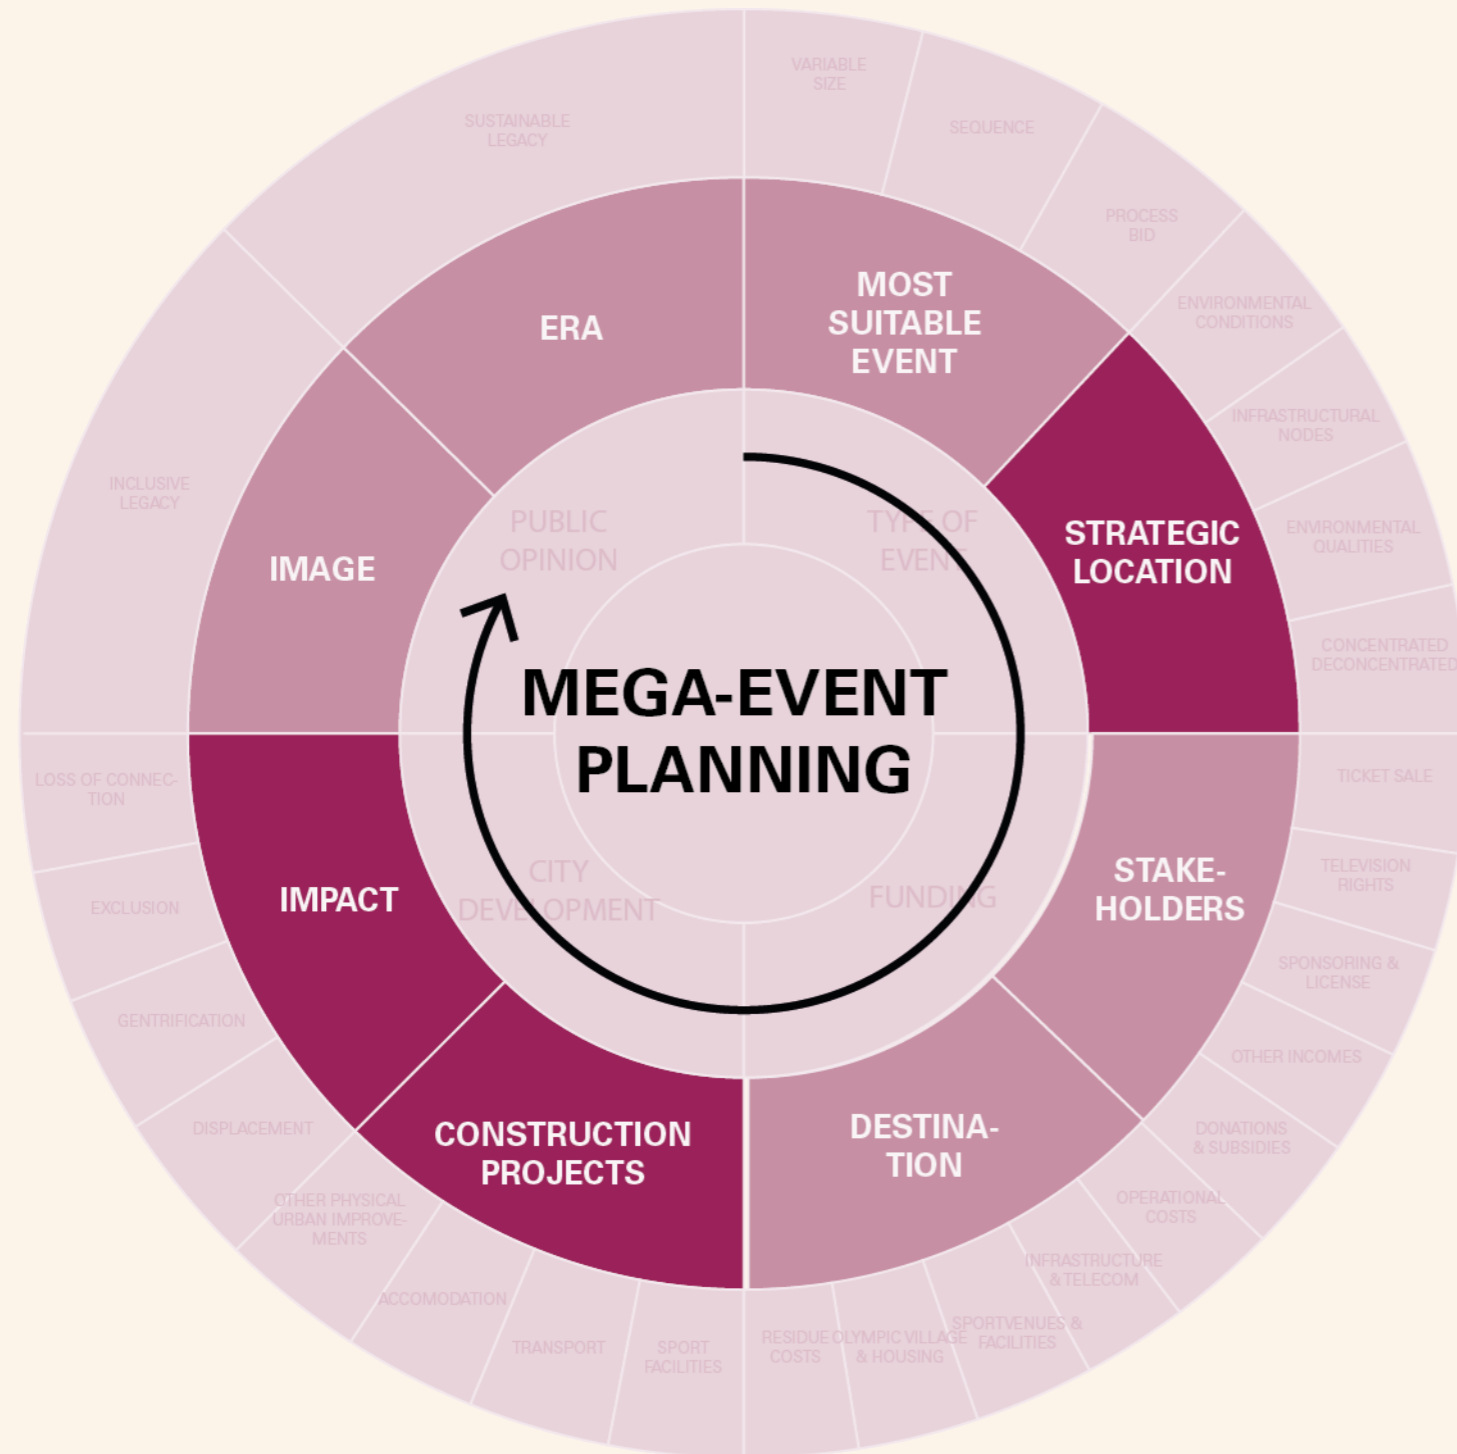 MEGA-EVENT
PLANNING
TYPE OF
EVENT
FUNDING
CITY
DEVELOPMENT
PUBLIC
OPINION
MOST
SUITABLE
EVENT
STRATEGIC
LOCATION
STAKE-
HOLDERS
DESTINA-
TION
CONSTRUCTION
PROJECTS
IMPACT
IMAGE
ERA
VARIABLE
SIZE
SEQUENCE
PROCESS
BID
ENVIRONMENTAL
CONDITIONS
INFRASTRUCTURAL
NODES
ENVIRONMENTAL
QUALITIES
CONCENTRATED
DECONCENTRATED
TICKET SALE
TELEVISION
RIGHTS
SPONSORING &
LICENSE
OTHER INCOMES
DONATIONS
& SUBSIDIES
OPERATIONAL
COSTS
INFRASTRUCTURE
& TELECOM
SPORTVENUES &
FACILITIES
OLYMPIC VILLAGE
& HOUSING
RESIDUE
COSTS
SPORT
FACILITIES
TRANSPORT
ACCOMODATION
OTHER PHYSICAL
URBAN IMPROVE-
MENTS
DISPLACEMENT
GENTRIFICATION
EXCLUSION
LOSS OF CONNEC-
TION
INCLUSIVE
LEGACY
SUSTAINABLE
LEGACY